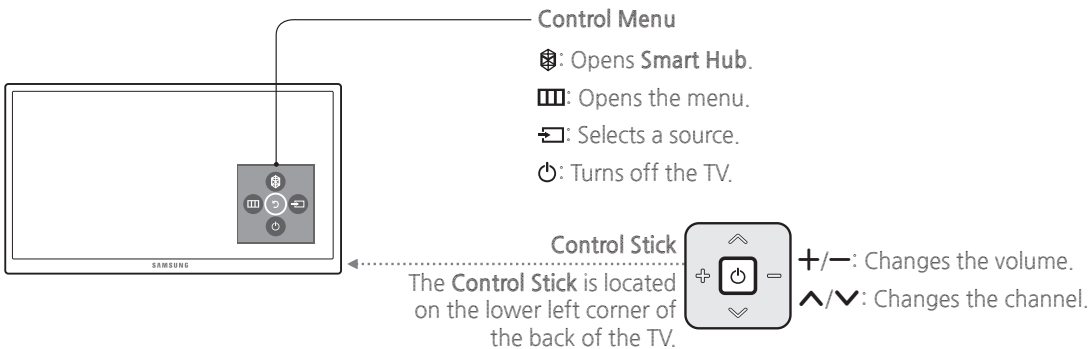 Control Menu
: Opens Smart Hub.
: Opens the menu.
: Selects a source.
: Turns off the TV.
SAMSUNG
Control Stick
The Control Stick is located
on the lower left corner of
the back of the TV.
+/−: Changes the volume.
∧/∨: Changes the channel.